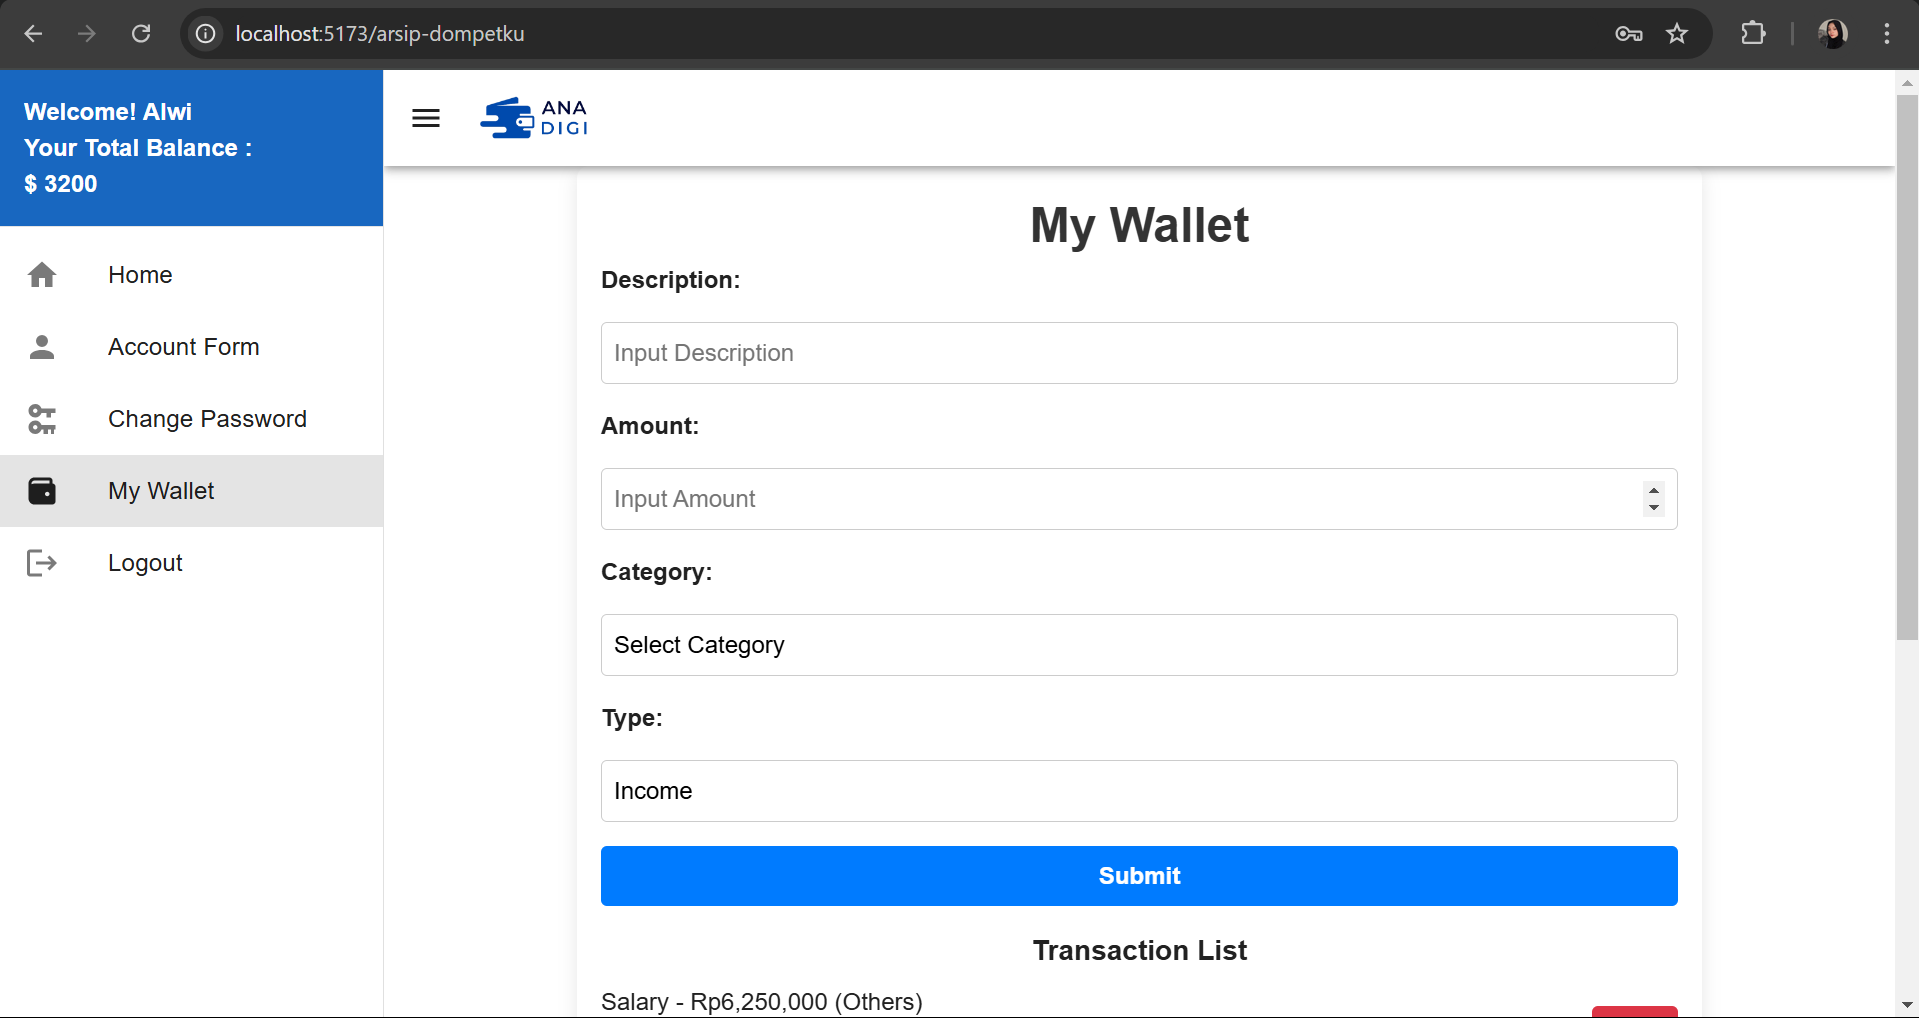 localhost:5173/arsip-dompetku
Welcome! Alwi
Your Total Balance :
$ 3200
Home
Account Form
Change Password
My Wallet
Logout
ANA
DIGI
My Wallet
Description:
Input Description
Amount:
Input Amount
Category:
Select Category
Type:
Income
Submit
Transaction List
Salary - Rp6,250,000 (Others)